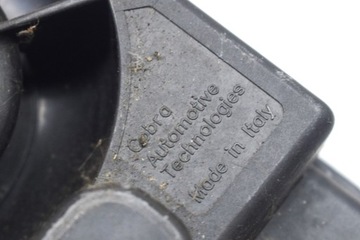 Cobra
Automotive
Technologies
Made in Italy